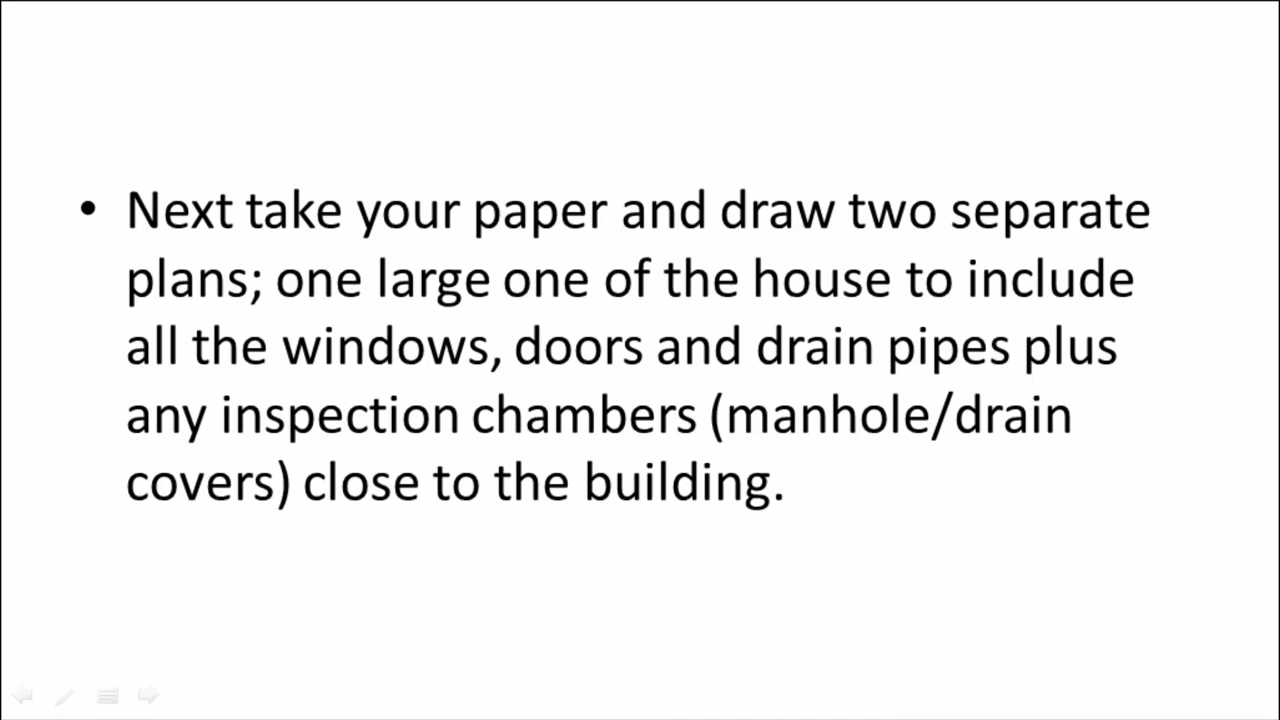 • Next take your paper and draw two separate
plans; one large one of the house to include
all the windows, doors and drain pipes plus
any inspection chambers (manhole/drain
covers) close to the building.